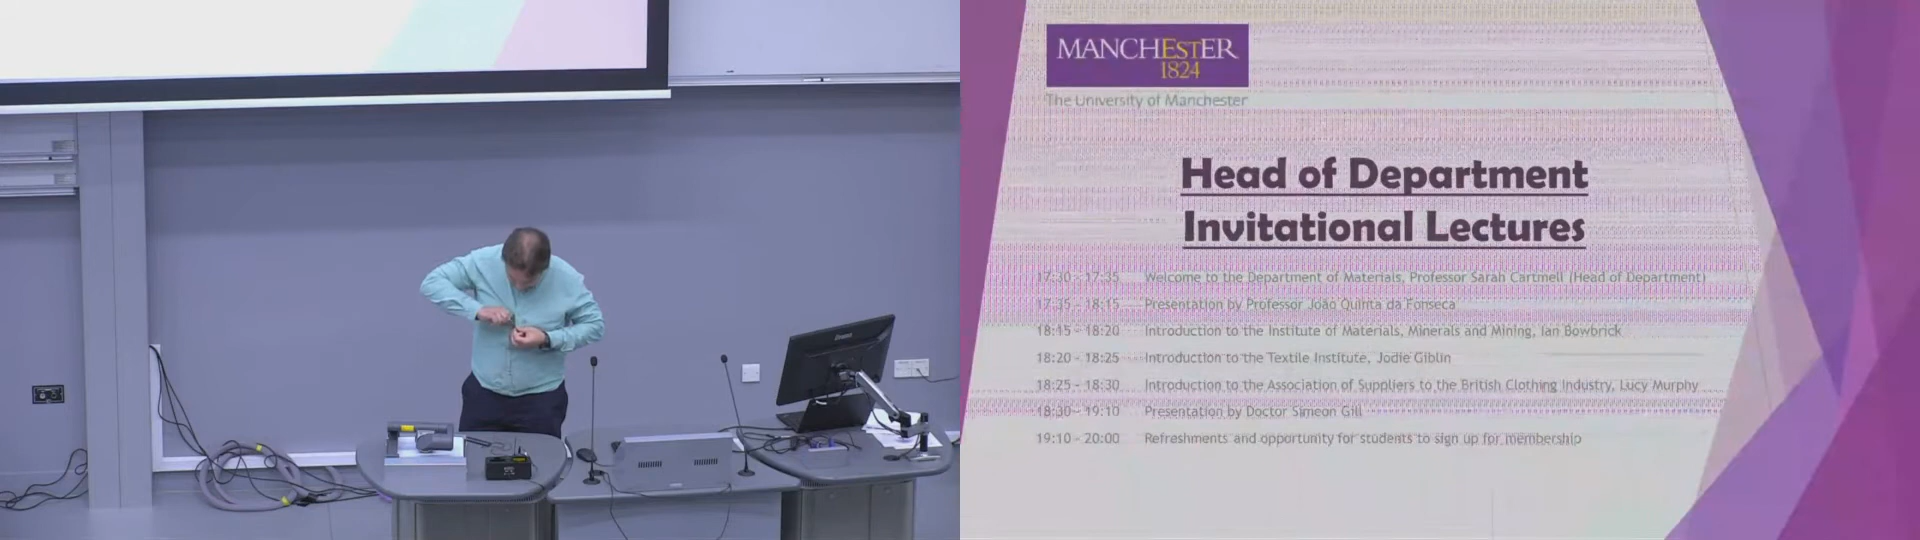 MANCHESTER
1824
The University of Manchester
Head of Department
Invitational Lectures
17:30 - 17:35 Welcome to the Department of Materials, Professor Sarah Cartmell (Head of Department)
17:35 - 18:15 Presentation by Professor João Quinta da Fonseca
18:15 - 18:20 Introduction to the Institute of Materials, Minerals and Mining, Ian Bowbrick
18:20 - 18:25 Introduction to the Textile Institute, Jodie Giblin
18:25 - 18:30 Introduction to the Association of Suppliers to the British Clothing Industry, Lucy Murphy
18:30 - 19:10 Presentation by Doctor Simeon Gill
19:10 - 20:00 Refreshments and opportunity for students to sign up for membership